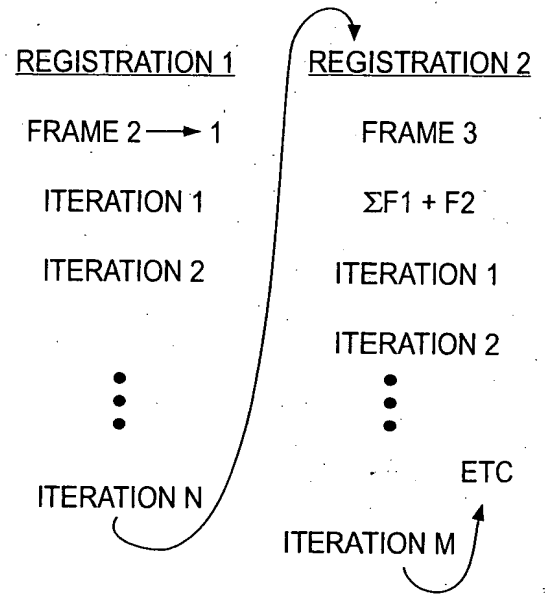 REGISTRATION 1
FRAME 2 → 1
ITERATION 1
ITERATION 2
ITERATION N
REGISTRATION 2
FRAME 3
ΣF1 + F2
ITERATION 1
ITERATION 2
ITERATION M
ETC